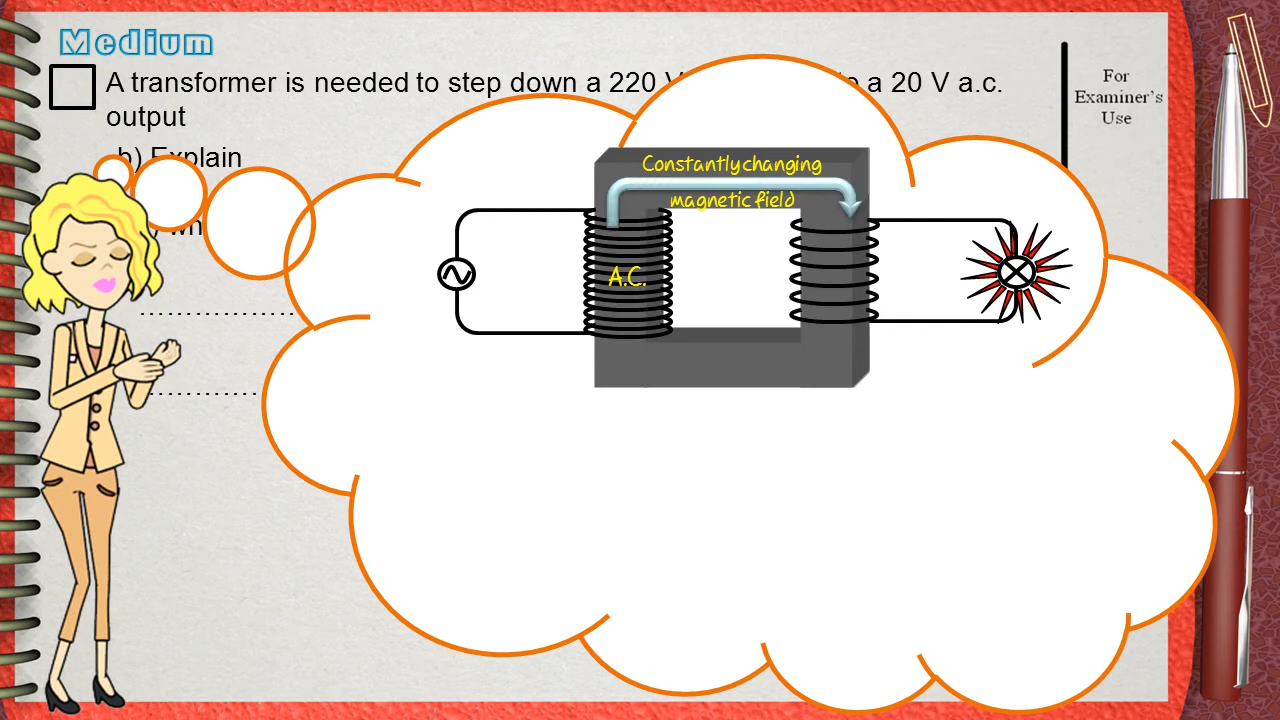 Medium
A transformer is needed to step down a 220 V a 20 V a.c.
output
b) Explain
For
Examiner's
Use
Constantly changing
magnetic field
A.C.